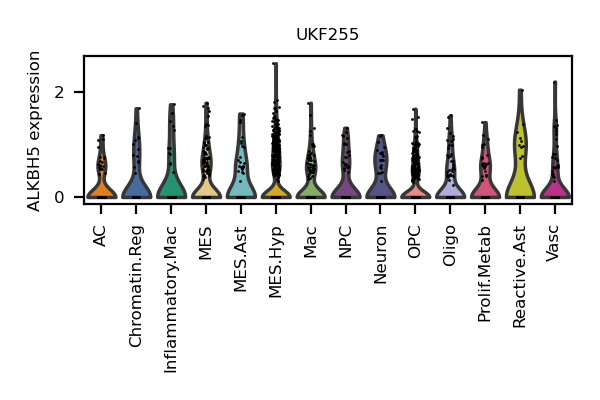 UKF255
ALKBH5 expression
2
0
AC
Chromatin.Reg
Inflammatory.Mac
MES
MES.Ast
MES.Hyp
Mac
NPC
Neuron
OPC
Oligo
Prolif.Metab
Reactive.Ast
Vasc